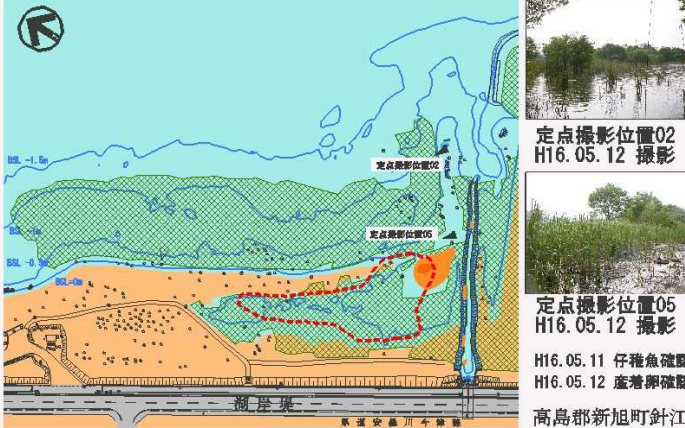 定点撮影位置02
定点撮影位置05
BSL -1.5m
BSL -1m
BSL -0.5m
BSL=0m
湖岸堤
定点撮影位置02
H16.05.12 撮影
定点撮影位置05
H16.05.12 撮影
H16.05.11 仔稚魚確認
H16.05.12 産着卵確認
高島郡新旭町針江